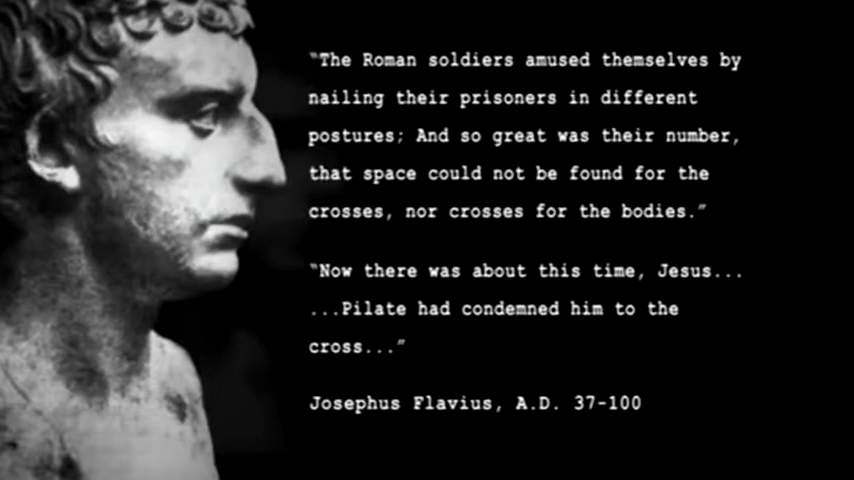 “The Roman soldiers amused themselves by
nailing their prisoners in different
postures; And so great was their number,
that space could not be found for the
crosses, nor crosses for the bodies.”
“Now there was about this time, Jesus...
...Pilate had condemned him to the
cross...”
Josephus Flavius, A.D. 37-100